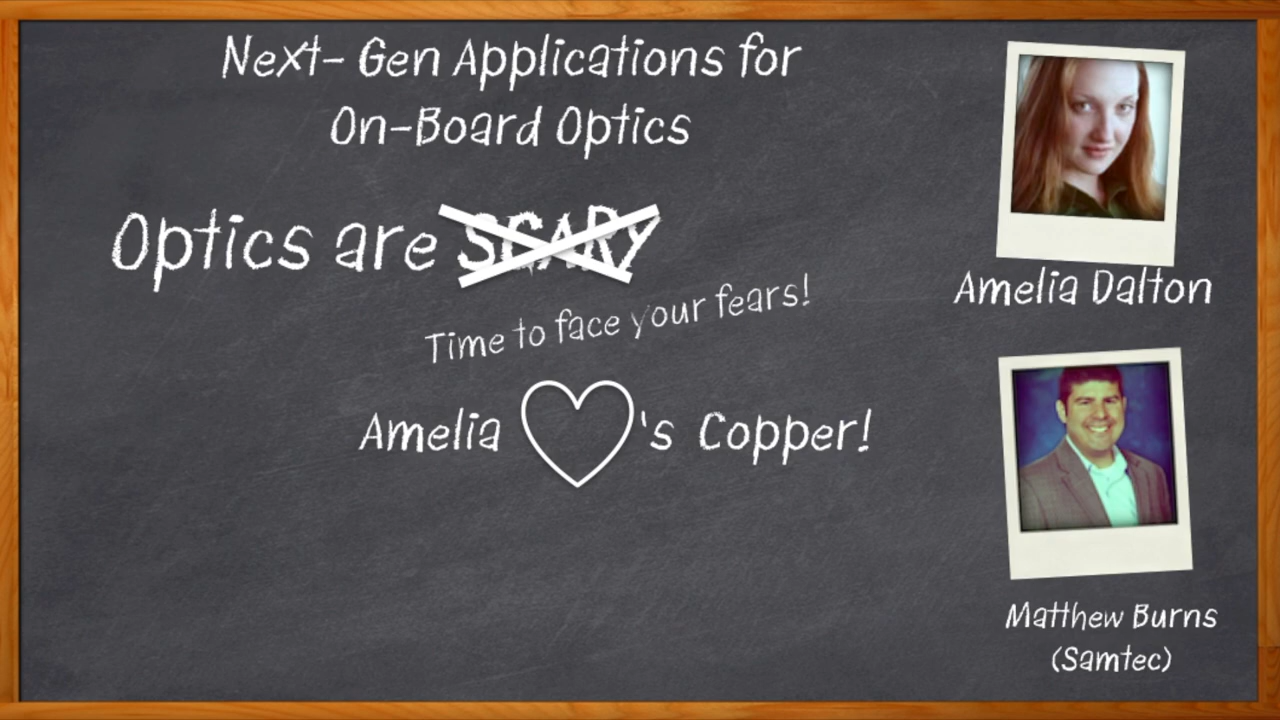 Next- Gen Applications for
On-Board Optics
Optics are SCARY
Time to face your fears!
Amelia 's Copper!
Amelia Dalton
Matthew Burns
(Samtec)